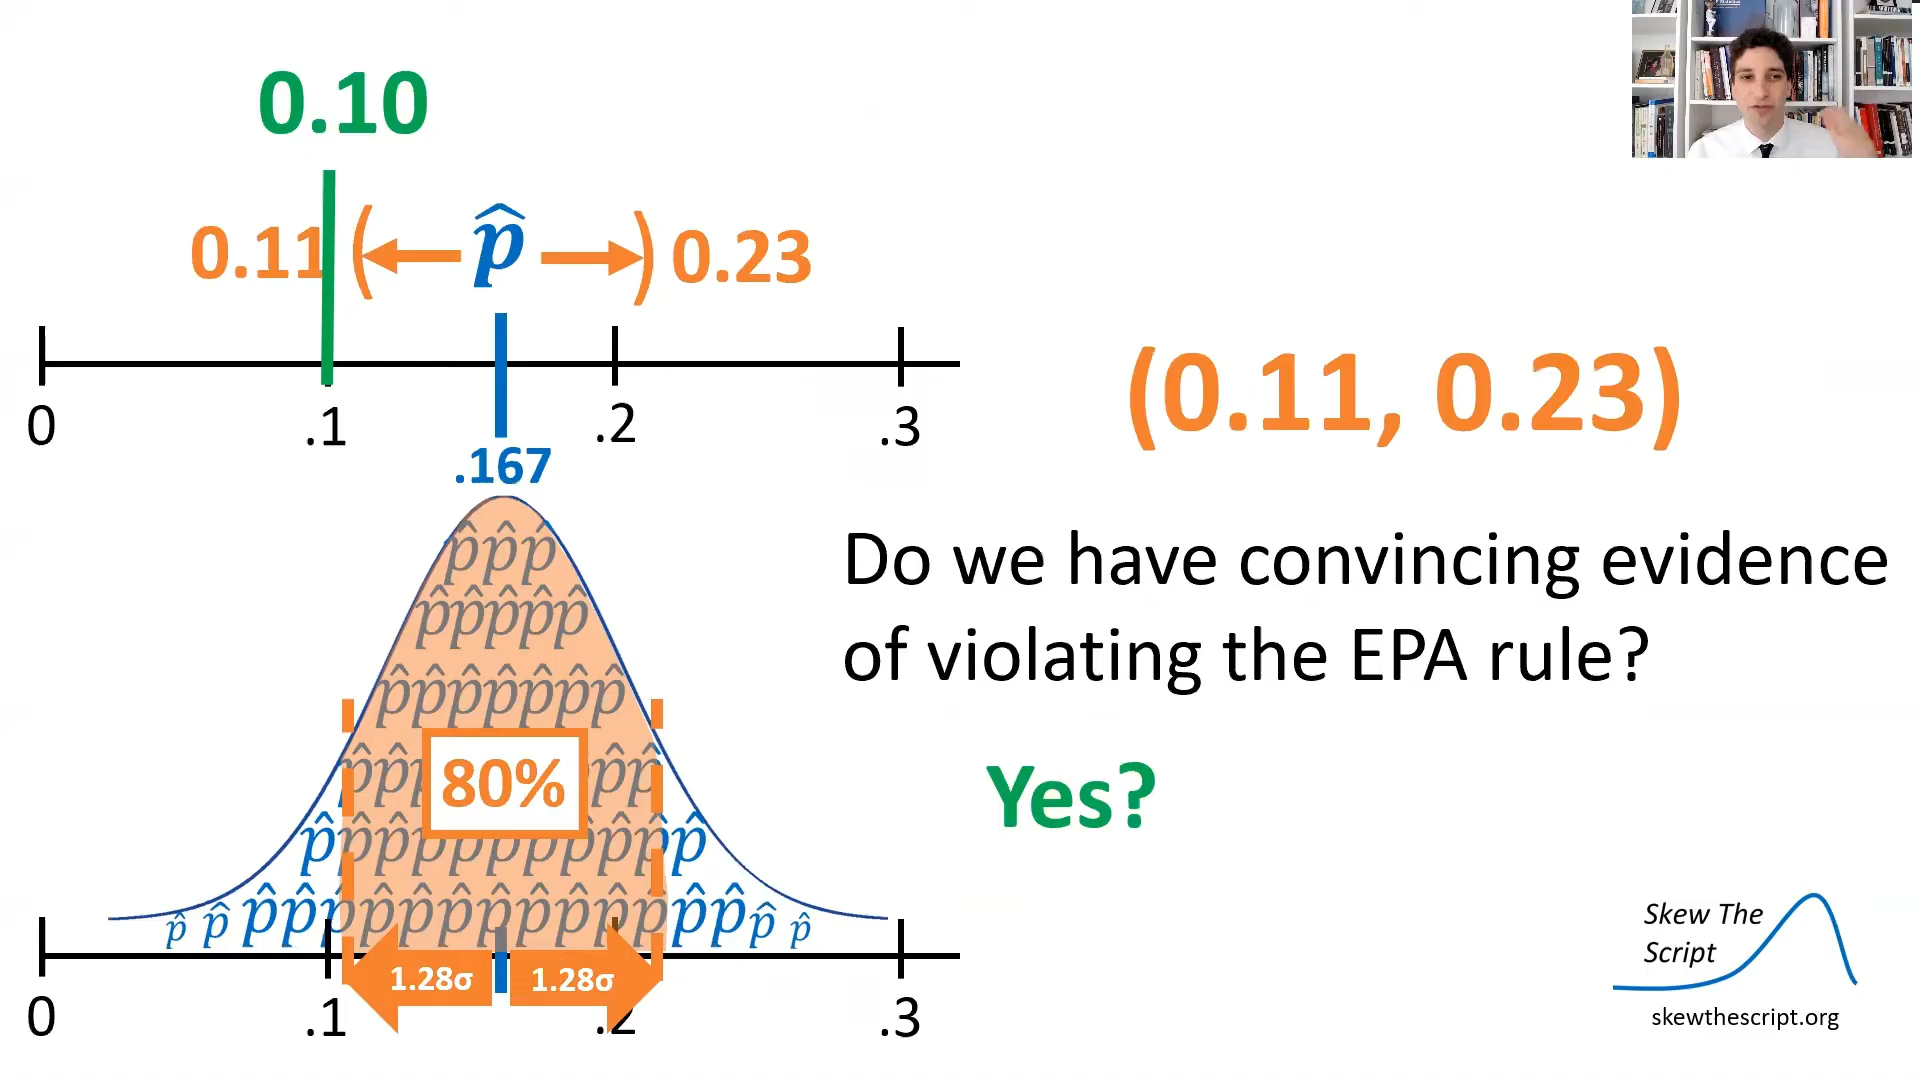 0.10
0.11 ( p̂ ) 0.23
0 .1 .2 .3
.167
(0.11, 0.23)
Do we have convincing evidence
of violating the EPA rule?
Yes?
p̂p̂p̂
p̂p̂p̂p̂p̂
p̂p̂p̂p̂p̂p̂p̂
p̂p̂ 80% p̂p̂
p̂p̂p̂p̂p̂p̂p̂p̂p̂p̂p̂
p̂ p̂ p̂p̂p̂p̂p̂p̂p̂p̂p̂p̂p̂p̂p̂p̂ p̂
1.28σ 1.28σ
0 .1 .2 .3
Skew The
Script
skewthescript.org